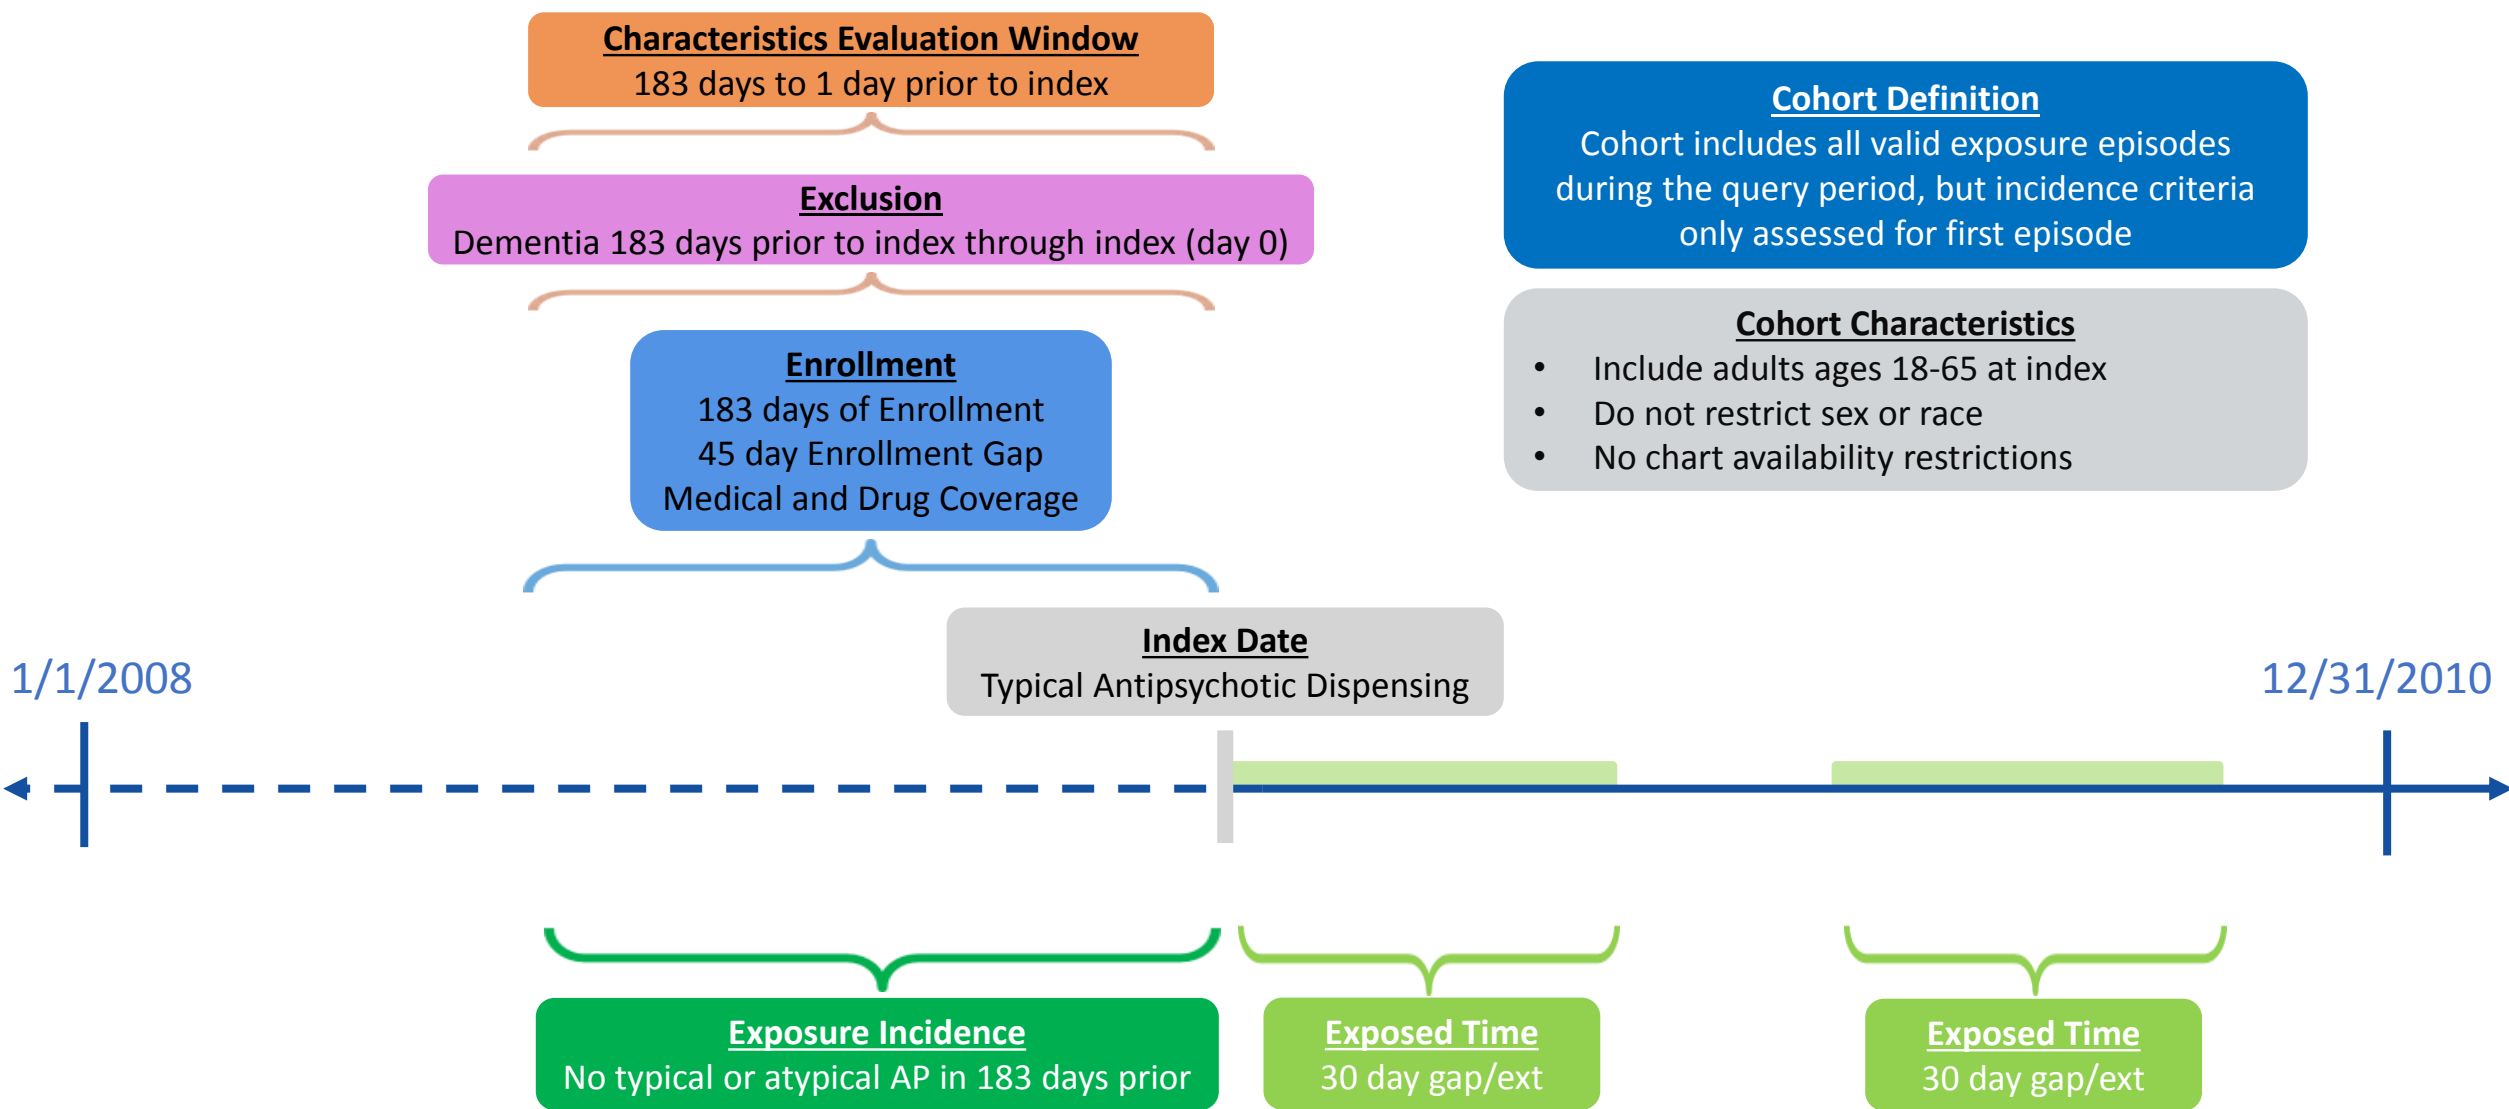 Characteristics Evaluation Window
183 days to 1 day prior to index
Exclusion
Dementia 183 days prior to index through index (day 0)
Enrollment
183 days of Enrollment
45 day Enrollment Gap
Medical and Drug Coverage
Cohort Definition
Cohort includes all valid exposure episodes
during the query period, but incidence criteria
only assessed for first episode
Cohort Characteristics
• Include adults ages 18-65 at index
• Do not restrict sex or race
• No chart availability restrictions
Index Date
Typical Antipsychotic Dispensing
1/1/2008
12/31/2010
Exposure Incidence
No typical or atypical AP in 183 days prior
Exposed Time
30 day gap/ext
Exposed Time
30 day gap/ext